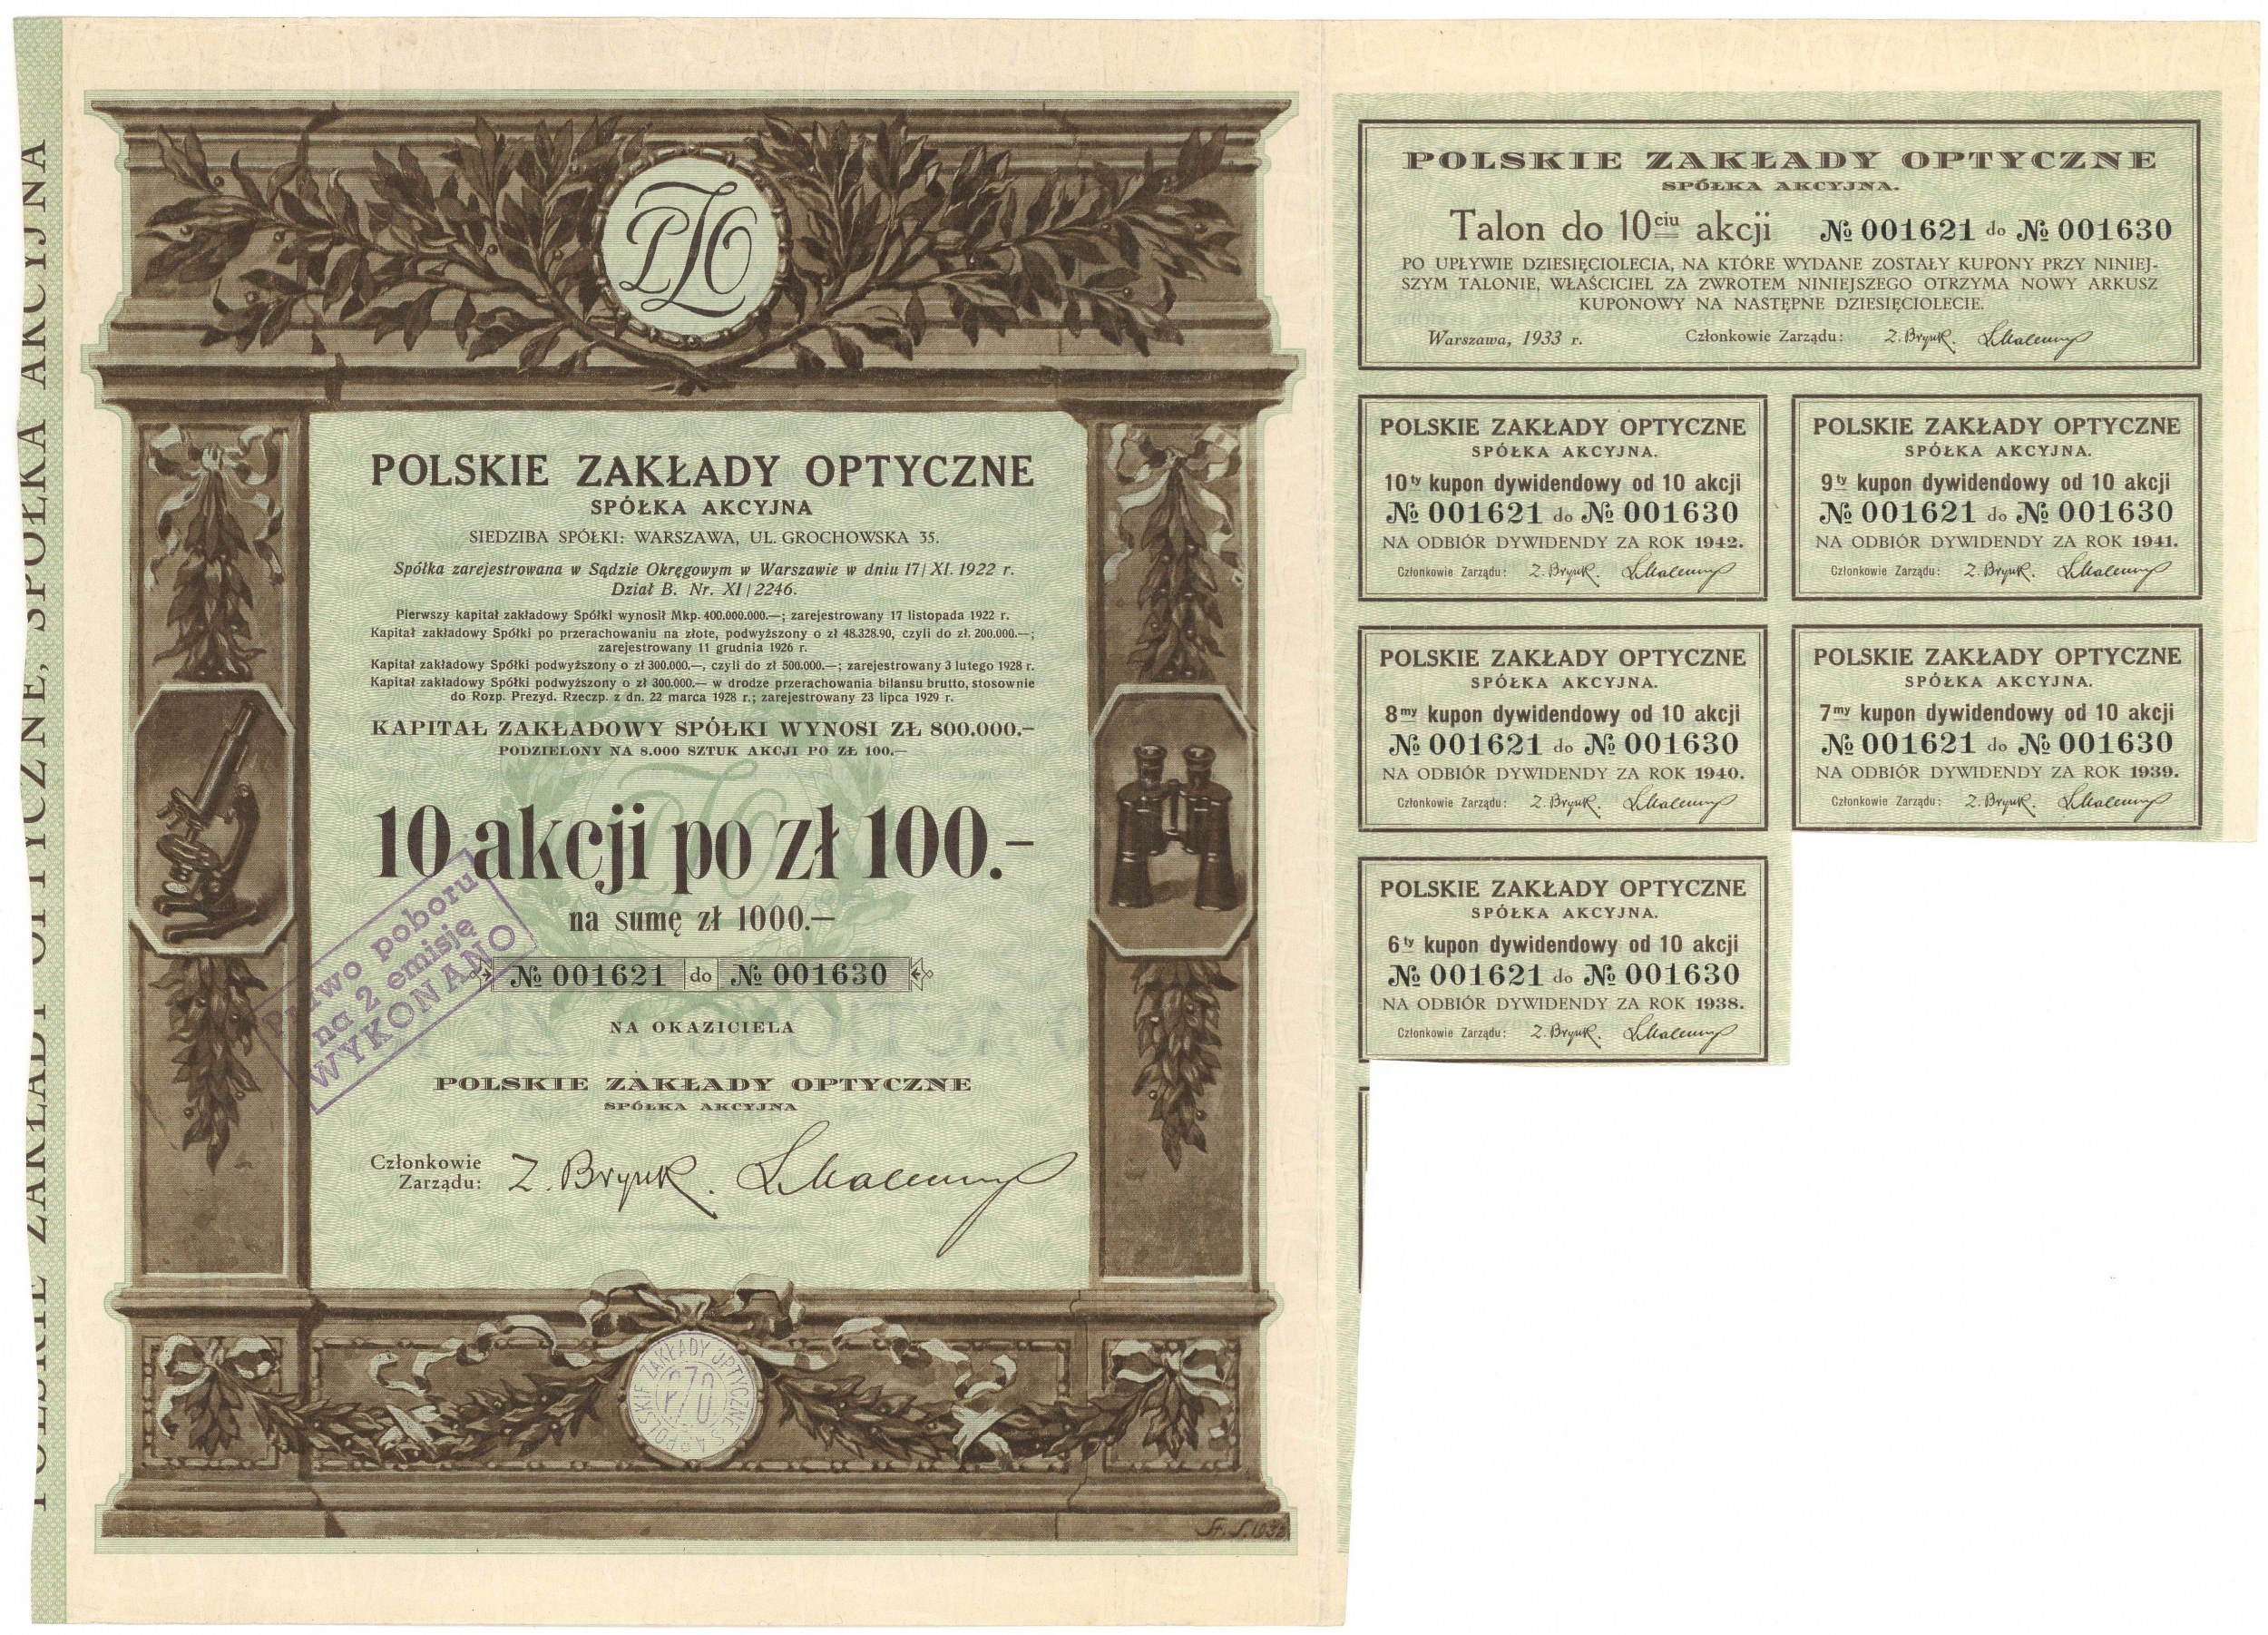 POLSKIE ZAKŁADY OPTYCZNE, SPÓŁKA AKCYJNA
PZO
POLSKIE ZAKŁADY OPTYCZNE
SPÓŁKA AKCYJNA
SIEDZIBA SPÓŁKI: WARSZAWA, UL. GROCHOWSKA 35.
Spółka zarejestrowana w Sądzie Okręgowym w Warszawie w dniu 17/XI. 1922 r.
Dział B. Nr. XI/2246.
Pierwszy kapitał zakładowy Spółki wynosił Mkp. 400.000.000.—; zarejestrowany 17 listopada 1922 r.
Kapitał zakładowy Spółki po przerachowaniu na złote, podwyższony o zł 48.328.90, czyli do zł. 200.000.—;
zarejestrowany 11 grudnia 1926 r.
Kapitał zakładowy Spółki podwyższony o zł 300.000.—, czyli do zł 500.000.—; zarejestrowany 3 lutego 1928 r.
Kapitał zakładowy Spółki podwyższony o zł 300.000.— w drodze przerachowania bilansu brutto, stosownie
do Rozp. Prezyd. Rzeczp. z dn. 22 marca 1928 r.; zarejestrowany 23 lipca 1929 r.
KAPITAŁ ZAKŁADOWY SPÓŁKI WYNOSI ZŁ 800.000.—
PODZIELONY NA 8.000 SZTUK AKCJI PO ZŁ 100.—
10 akcji po zł 100.—
na sumę zł 1000.—
№ 001621 do № 001630
Prawo poboru
na 2 emisję
WYKONANO
NA OKAZICIELA
POLSKIE ZAKŁADY OPTYCZNE
SPÓŁKA AKCYJNA
Członkowie
Zarządu:
Z. Bryuk.
POLSKIE ZAKŁADY OPTYCZNE S.A.
PZO
St. J. 1932
POLSKIE ZAKŁADY OPTYCZNE
SPÓŁKA AKCYJNA.
Talon do 10ciu akcji № 001621 do № 001630
PO UPŁYWIE DZIESIĘCIOLECIA, NA KTÓRE WYDANE ZOSTAŁY KUPONY PRZY NINIEJ-
SZYM TALONIE, WŁAŚCICIEL ZA ZWROTEM NINIEJSZEGO OTRZYMA NOWY ARKUSZ
KUPONOWY NA NASTĘPNE DZIESIĘCIOLECIE.
Warszawa, 1933 r. Członkowie Zarządu: Z. Bryuk.
POLSKIE ZAKŁADY OPTYCZNE
SPÓŁKA AKCYJNA.
10ty kupon dywidendowy od 10 akcji
№ 001621 do № 001630
NA ODBIÓR DYWIDENDY ZA ROK 1942.
Członkowie Zarządu: Z. Bryuk.
POLSKIE ZAKŁADY OPTYCZNE
SPÓŁKA AKCYJNA.
9ty kupon dywidendowy od 10 akcji
№ 001621 do № 001630
NA ODBIÓR DYWIDENDY ZA ROK 1941.
Członkowie Zarządu: Z. Bryuk.
POLSKIE ZAKŁADY OPTYCZNE
SPÓŁKA AKCYJNA.
8my kupon dywidendowy od 10 akcji
№ 001621 do № 001630
NA ODBIÓR DYWIDENDY ZA ROK 1940.
Członkowie Zarządu: Z. Bryuk.
POLSKIE ZAKŁADY OPTYCZNE
SPÓŁKA AKCYJNA.
7my kupon dywidendowy od 10 akcji
№ 001621 do № 001630
NA ODBIÓR DYWIDENDY ZA ROK 1939.
Członkowie Zarządu: Z. Bryuk.
POLSKIE ZAKŁADY OPTYCZNE
SPÓŁKA AKCYJNA.
6ty kupon dywidendowy od 10 akcji
№ 001621 do № 001630
NA ODBIÓR DYWIDENDY ZA ROK 1938.
Członkowie Zarządu: Z. Bryuk.